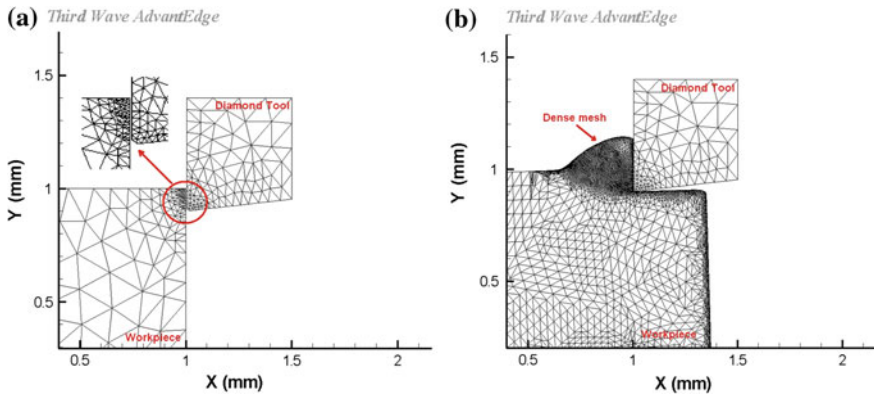 (a)
Third Wave AdvantEdge
1.5
1
0.5
Y (mm)
Diamond Tool
Workpiece
0.5
1
1.5
2
X (mm)
(b)
Third Wave AdvantEdge
1.5
1
0.5
Y (mm)
Diamond Tool
Dense mesh
Workpiece
0.5
1
1.5
2
X (mm)